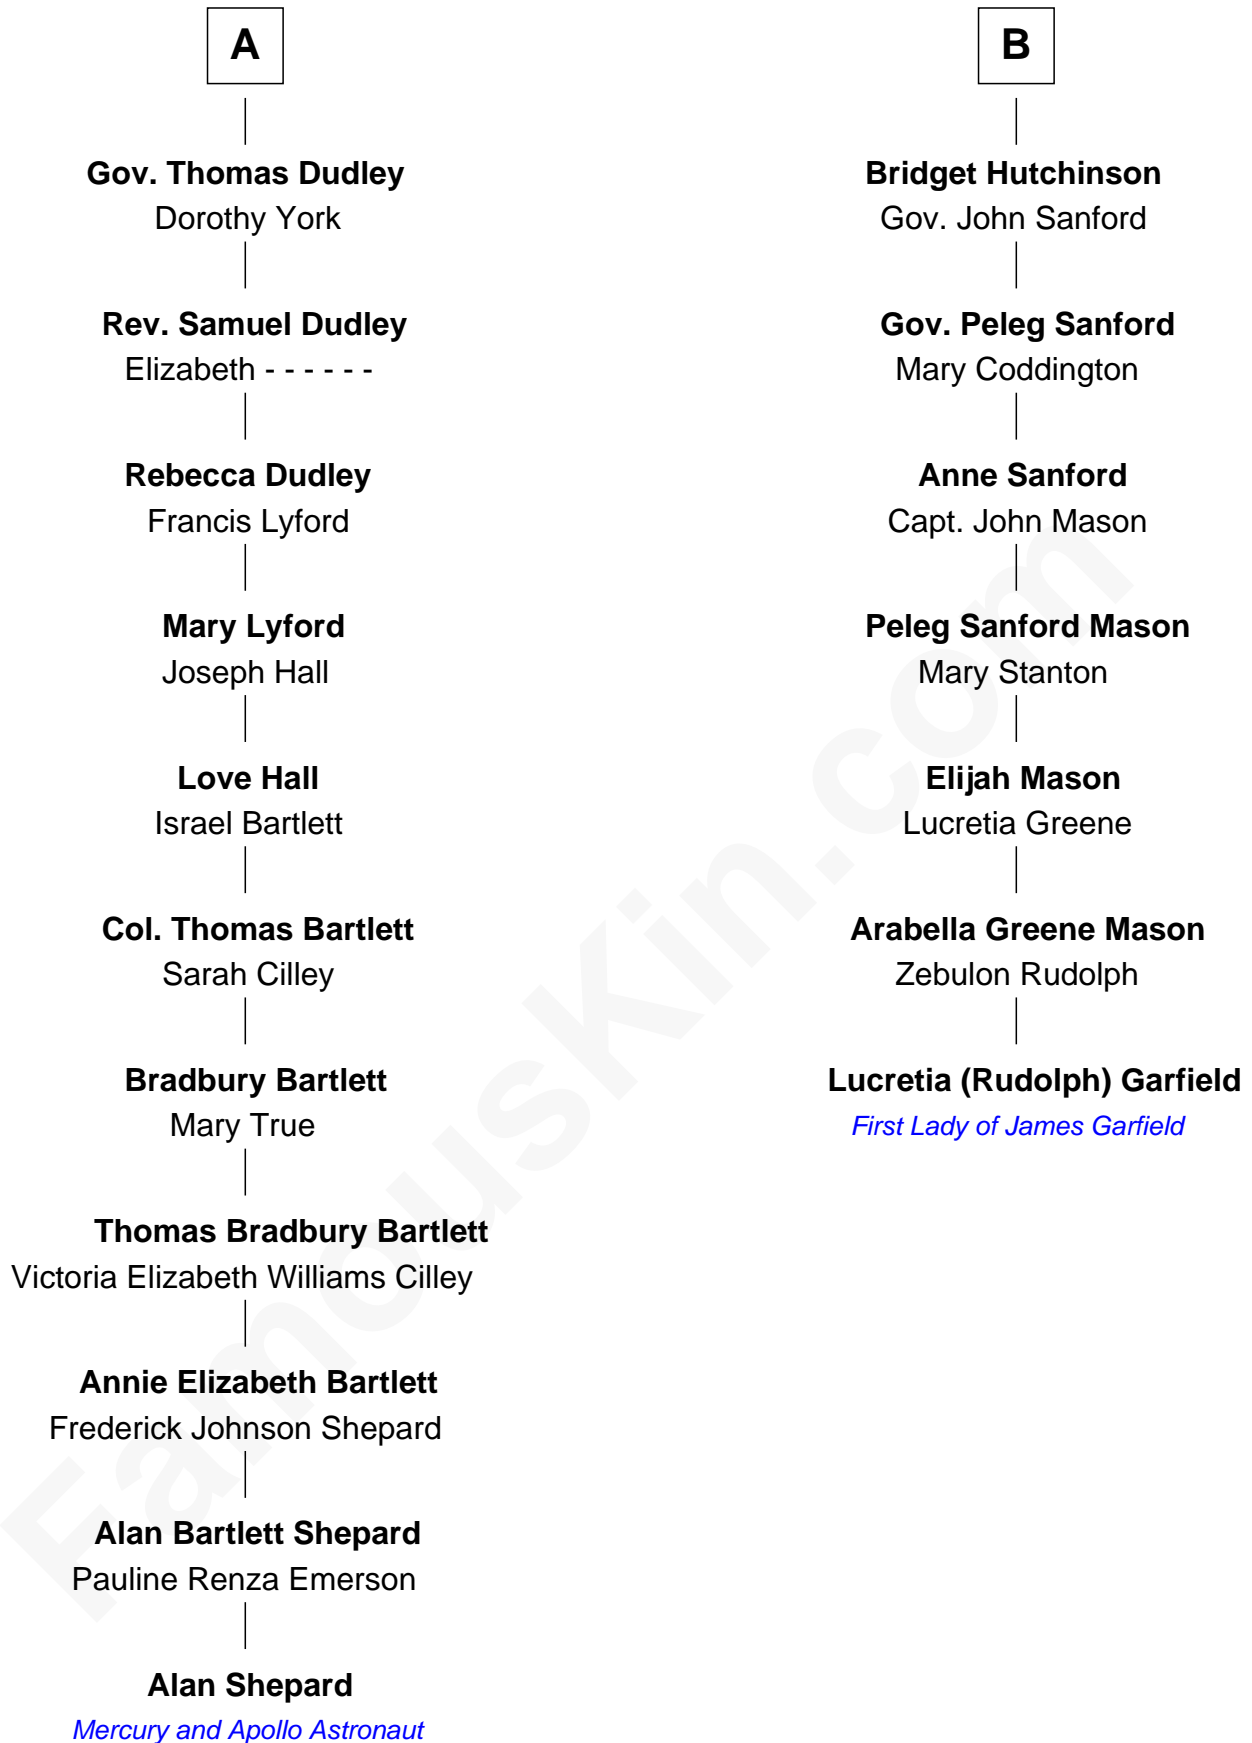 A
Gov. Thomas Dudley
Dorothy York
Rev. Samuel Dudley
Elizabeth - - - - - -
Rebecca Dudley
Francis Lyford
Mary Lyford
Joseph Hall
Love Hall
Israel Bartlett
Col. Thomas Bartlett
Sarah Cilley
Bradbury Bartlett
Mary True
Thomas Bradbury Bartlett
Victoria Elizabeth Williams Cilley
Annie Elizabeth Bartlett
Frederick Johnson Shepard
Alan Bartlett Shepard
Pauline Renza Emerson
Alan Shepard
Mercury and Apollo Astronaut
B
Bridget Hutchinson
Gov. John Sanford
Gov. Peleg Sanford
Mary Coddington
Anne Sanford
Capt. John Mason
Peleg Sanford Mason
Mary Stanton
Elijah Mason
Lucretia Greene
Arabella Greene Mason
Zebulon Rudolph
Lucretia (Rudolph) Garfield
First Lady of James Garfield
FamousKin.com